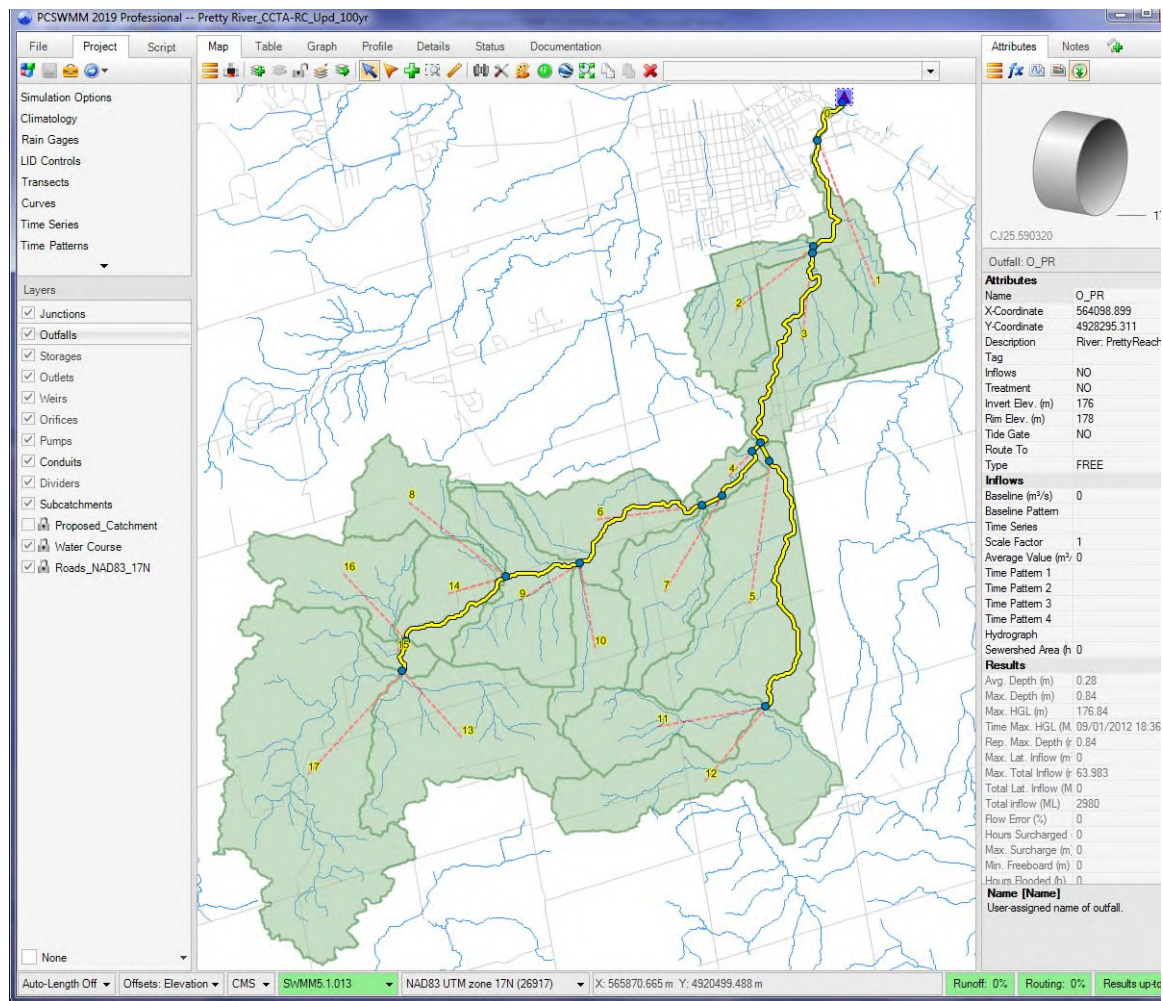 PCSWMM 2019 Professional -- Pretty River_CCTA-RC_Upd_100yr
File Project Script
Map Table Graph Profile Details Status Documentation
Attributes Notes
Simulation Options
Climatology
Rain Gages
LID Controls
Transects
Curves
Time Series
Time Patterns
Layers
Junctions
Outfalls
Storages
Outlets
Weirs
Orifices
Pumps
Conduits
Dividers
Subcatchments
Proposed_Catchment
Water Course
Roads_NAD83_17N
None
1
2
3
4
8
6
16
14
9
7
5
10
15
11
13
17
12
CJ25.590320
Outfall: O_PR
Attributes
Name O_PR
X-Coordinate 564098.899
Y-Coordinate 4928295.311
Description River: PrettyReach
Tag
Inflows NO
Treatment NO
Invert Elev. (m) 176
Rim Elev. (m) 178
Tide Gate NO
Route To
Type FREE
Inflows
Baseline (m³/s) 0
Baseline Pattern
Time Series
Scale Factor 1
Average Value (m³/ 0
Time Pattern 1
Time Pattern 2
Time Pattern 3
Time Pattern 4
Hydrograph
Sewershed Area (h 0
Results
Avg. Depth (m) 0.28
Max. Depth (m) 0.84
Max. HGL (m) 176.84
Time Max. HGL (M. 09/01/2012 18:36
Rep. Max. Depth (r 0.84
Max. Lat. Inflow (m 0
Max. Total Inflow (r 63.983
Total Lat. Inflow (M 0
Total inflow (ML) 2980
Flow Error (%) 0
Hours Surcharged 0
Max. Surcharge (m 0
Min. Freeboard (m) 0
Hours Flooded (h) 0
Name [Name]
User-assigned name of outfall.
Auto-Length Off Offsets: Elevation CMS SWMM5.1.013 NAD83 UTM zone 17N (26917) X: 565870.665 m Y: 4920499.488 m Runoff: 0% Routing: 0% Results up-to